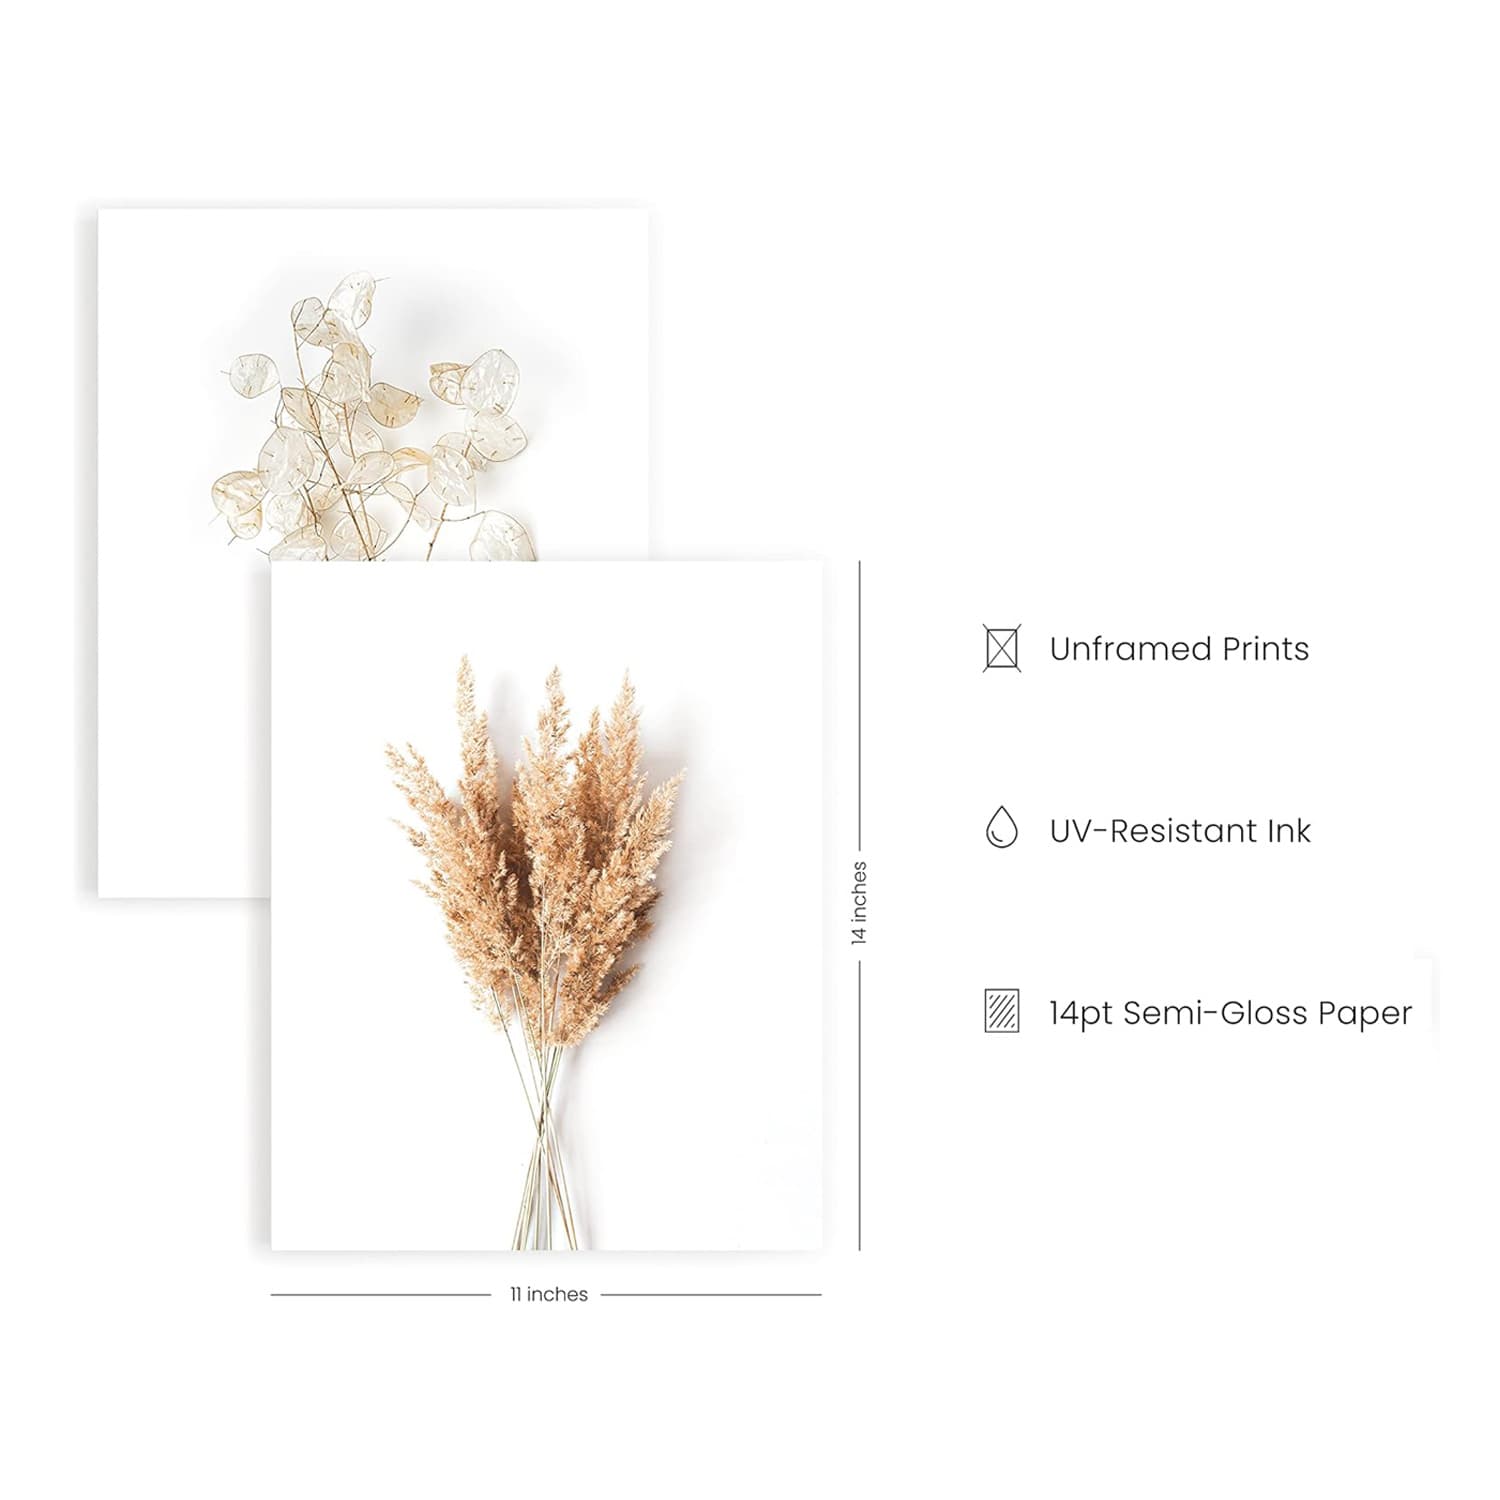 Unframed Prints
UV-Resistant Ink
14 inches
14pt Semi-Gloss Paper
11 inches